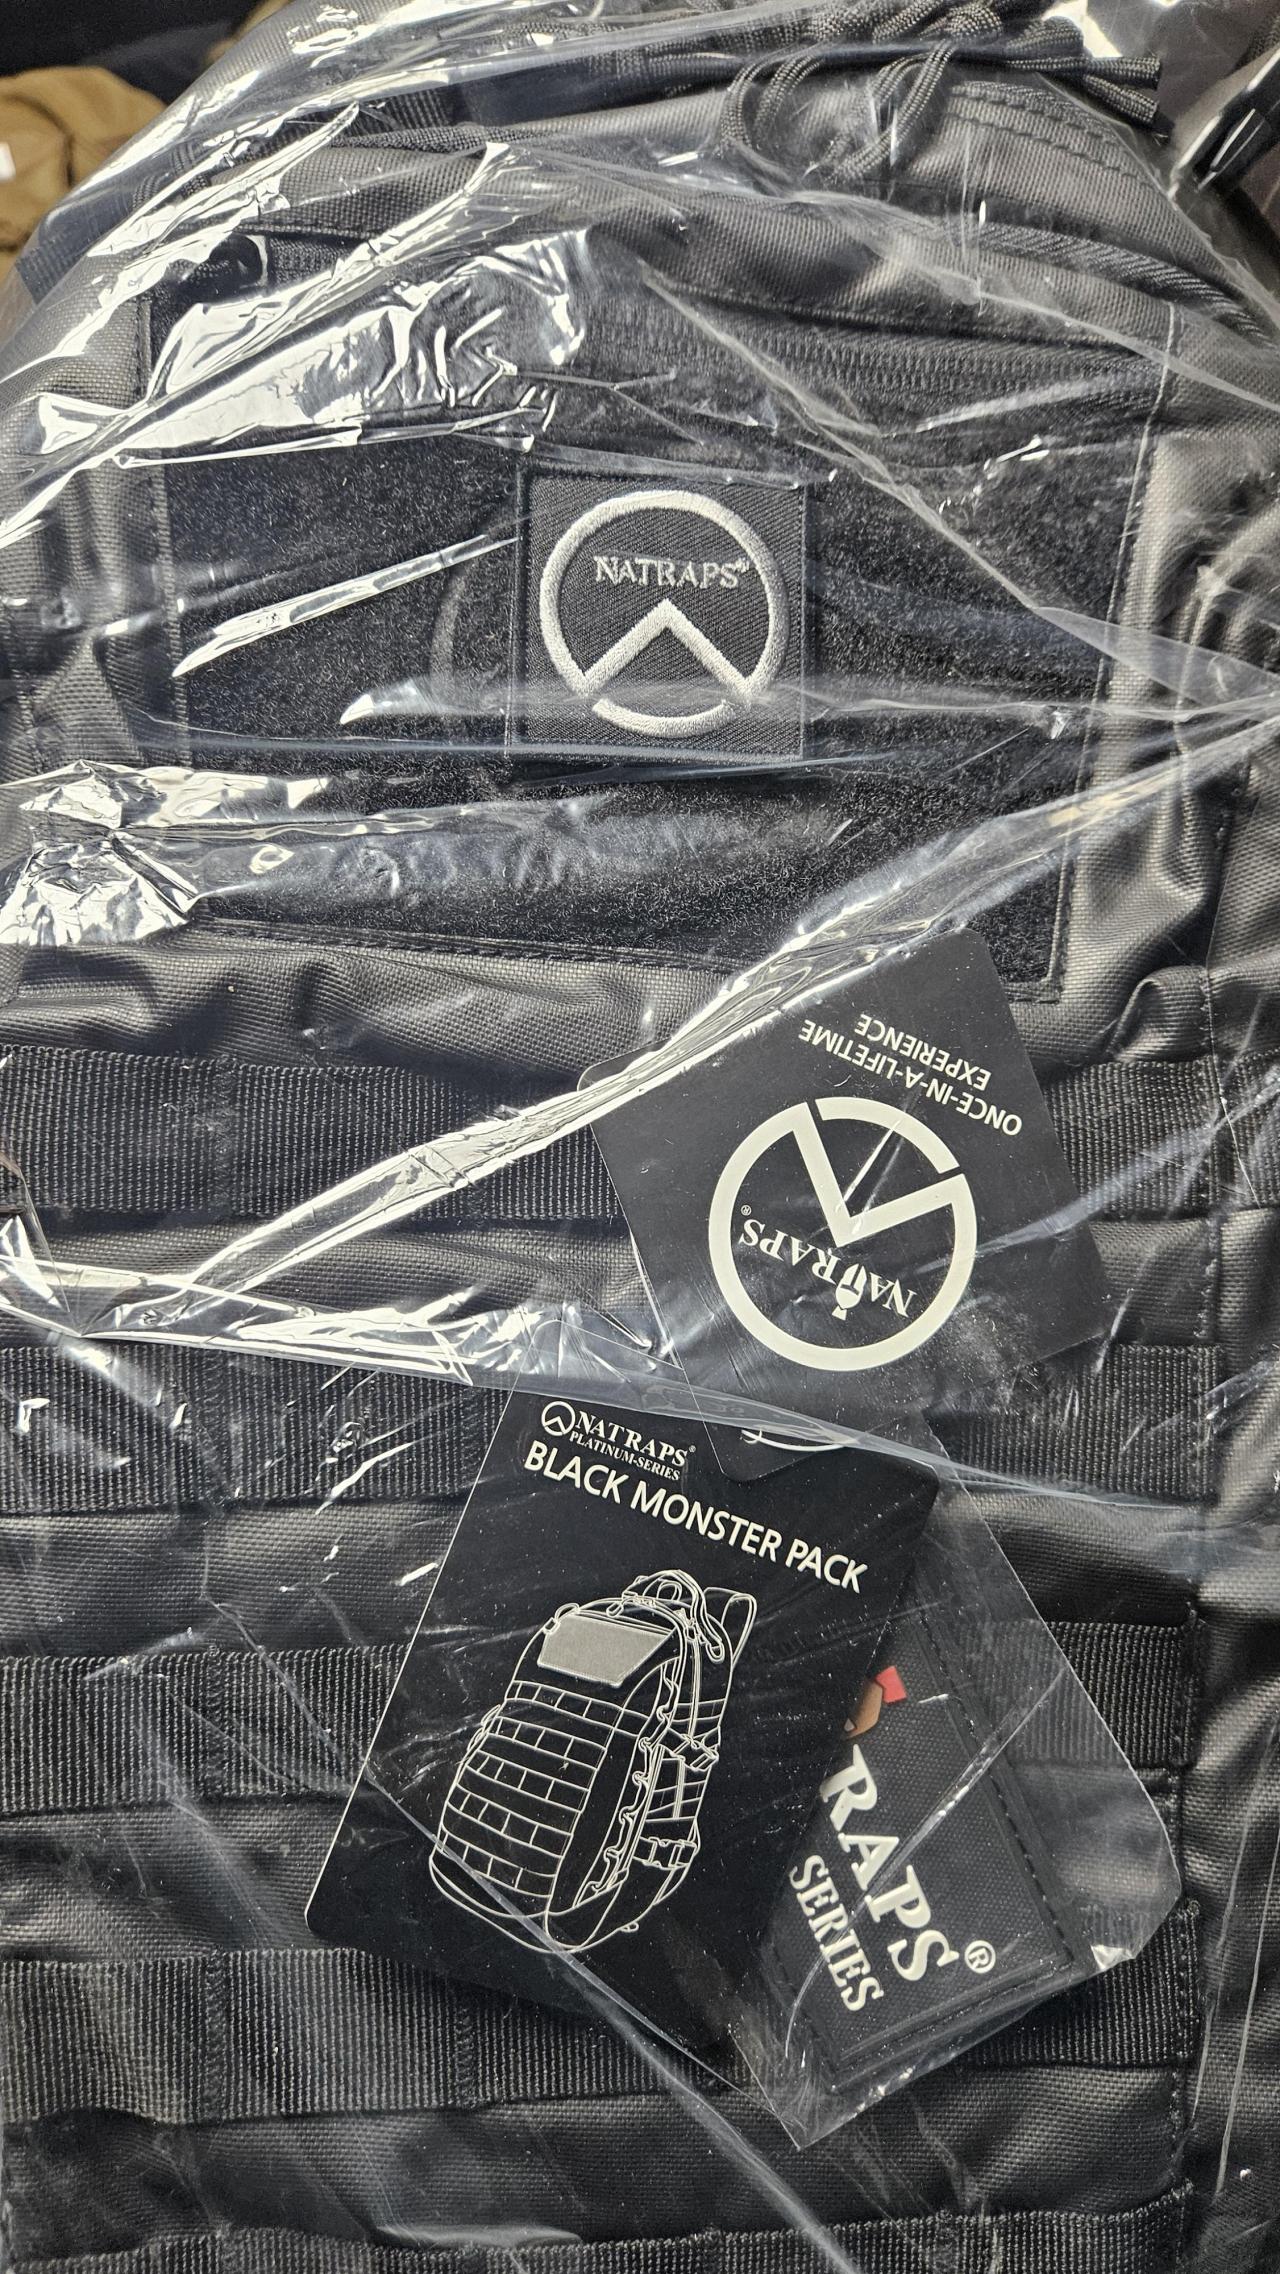 NATRAPS®
ONCE-IN-A-LIFETIME
EXPERIENCE
NATRAPS®
NATRAPS®
PLATINUM-SERIES
BLACK MONSTER PACK
RAPS®
SERIES